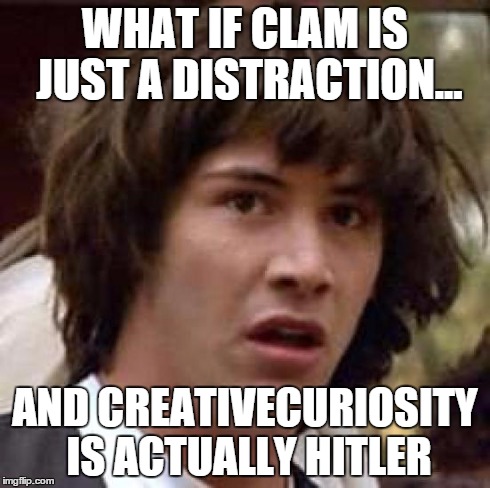 WHAT IF CLAM IS
JUST A DISTRACTION...
AND CREATIVECURIOSITY
IS ACTUALLY HITLER
imgflip.com